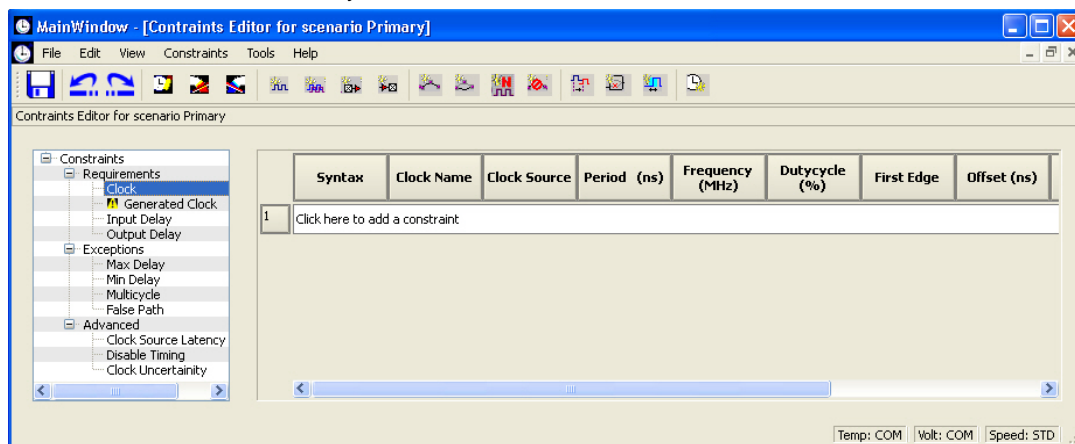 MainWindow - [Contraints Editor for scenario Primary]
File Edit View Constraints Tools Help
Contraints Editor for scenario Primary
Constraints
Requirements
Clock
Generated Clock
Input Delay
Output Delay
Exceptions
Max Delay
Min Delay
Multicycle
False Path
Advanced
Clock Source Latency
Disable Timing
Clock Uncertainity
Syntax Clock Name Clock Source Period (ns) Frequency (MHz) Dutycycle (%) First Edge Offset (ns)
1 Click here to add a constraint
Temp: COM Volt: COM Speed: STD